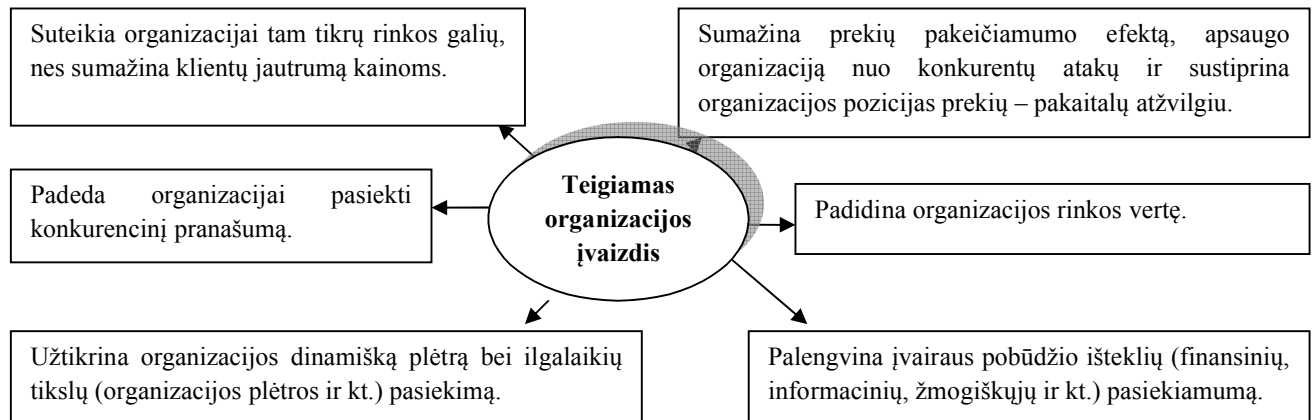 Suteikia organizacijai tam tikrų rinkos galių,
nes sumažina klientų jautrumą kainoms.
Sumažina prekių pakeičiamumo efektą, apsaugo
organizaciją nuo konkurentų atakų ir sustiprina
organizacijos pozicijas prekių – pakaitalų atžvilgiu.
Teigiamas
organizacijos
įvaizdis
Padeda organizacijai pasiekti
konkurencinį pranašumą.
Padidina organizacijos rinkos vertę.
Užtikrina organizacijos dinamišką plėtrą bei ilgalaikių
tikslų (organizacijos plėtros ir kt.) pasiekimą.
Palengvina įvairaus pobūdžio išteklių (finansinių,
informacinių, žmogiškųjų ir kt.) pasiekiamumą.